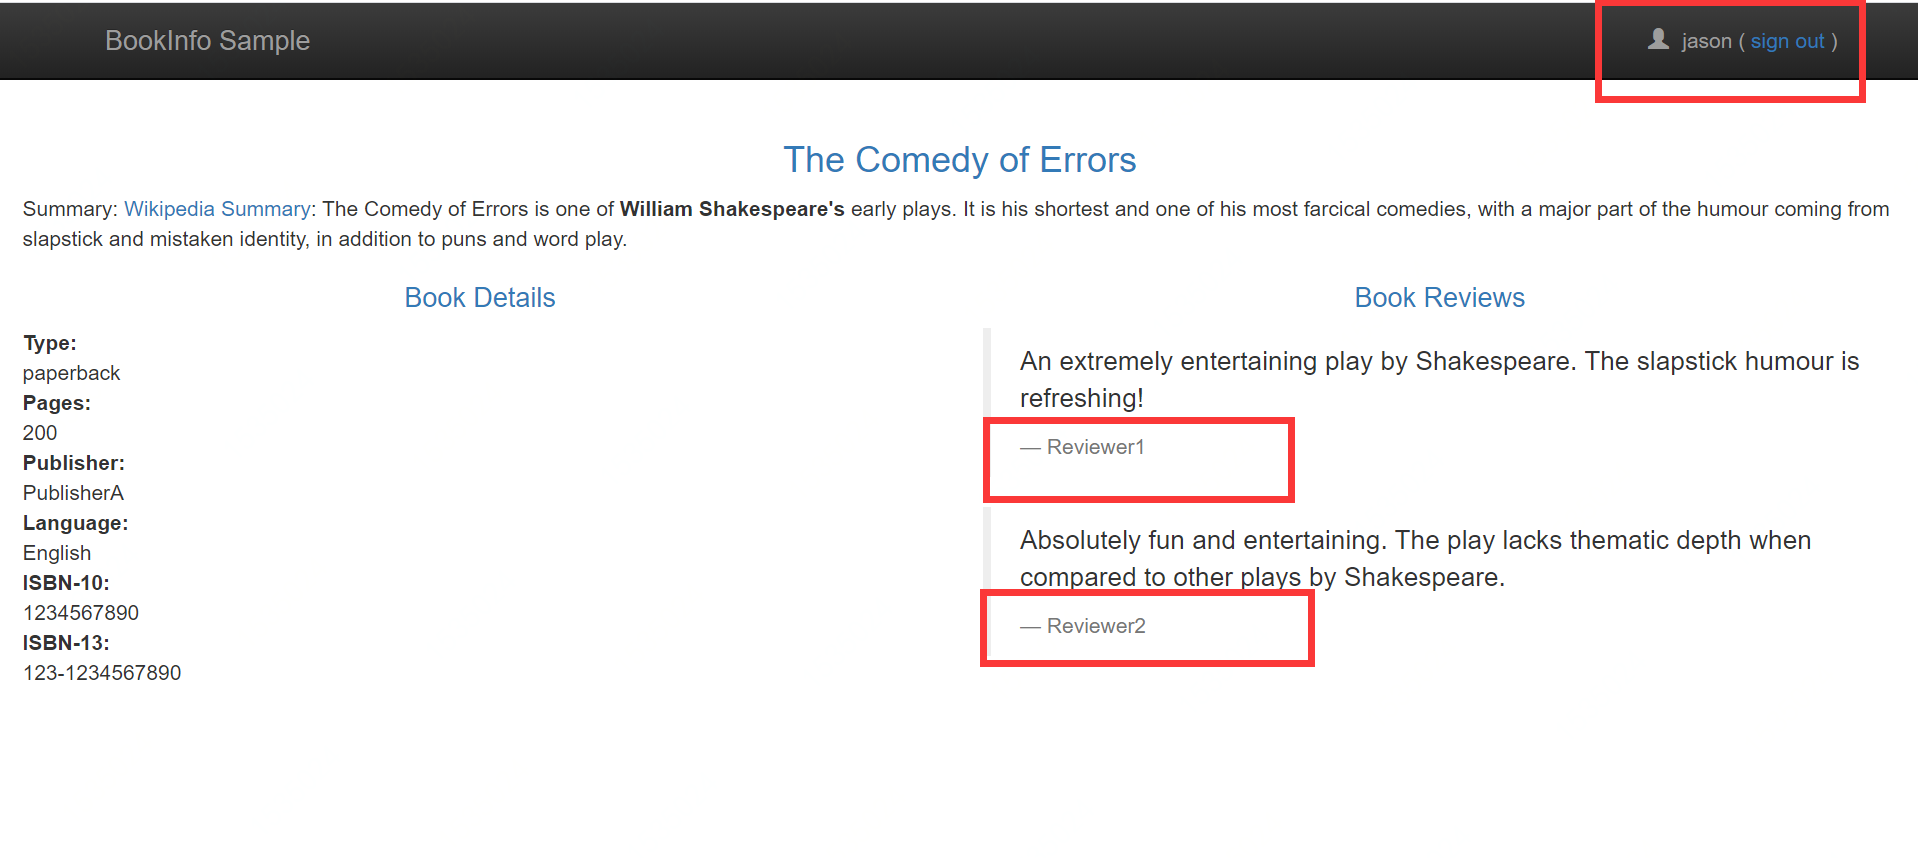 BookInfo Sample
jason ( sign out )
The Comedy of Errors
Summary: Wikipedia Summary: The Comedy of Errors is one of William Shakespeare's early plays. It is his shortest and one of his most farcical comedies, with a major part of the humour coming from
slapstick and mistaken identity, in addition to puns and word play.
Book Details
Type:
paperback
Pages:
200
Publisher:
PublisherA
Language:
English
ISBN-10:
1234567890
ISBN-13:
123-1234567890
Book Reviews
An extremely entertaining play by Shakespeare. The slapstick humour is
refreshing!
— Reviewer1
Absolutely fun and entertaining. The play lacks thematic depth when
compared to other plays by Shakespeare.
— Reviewer2